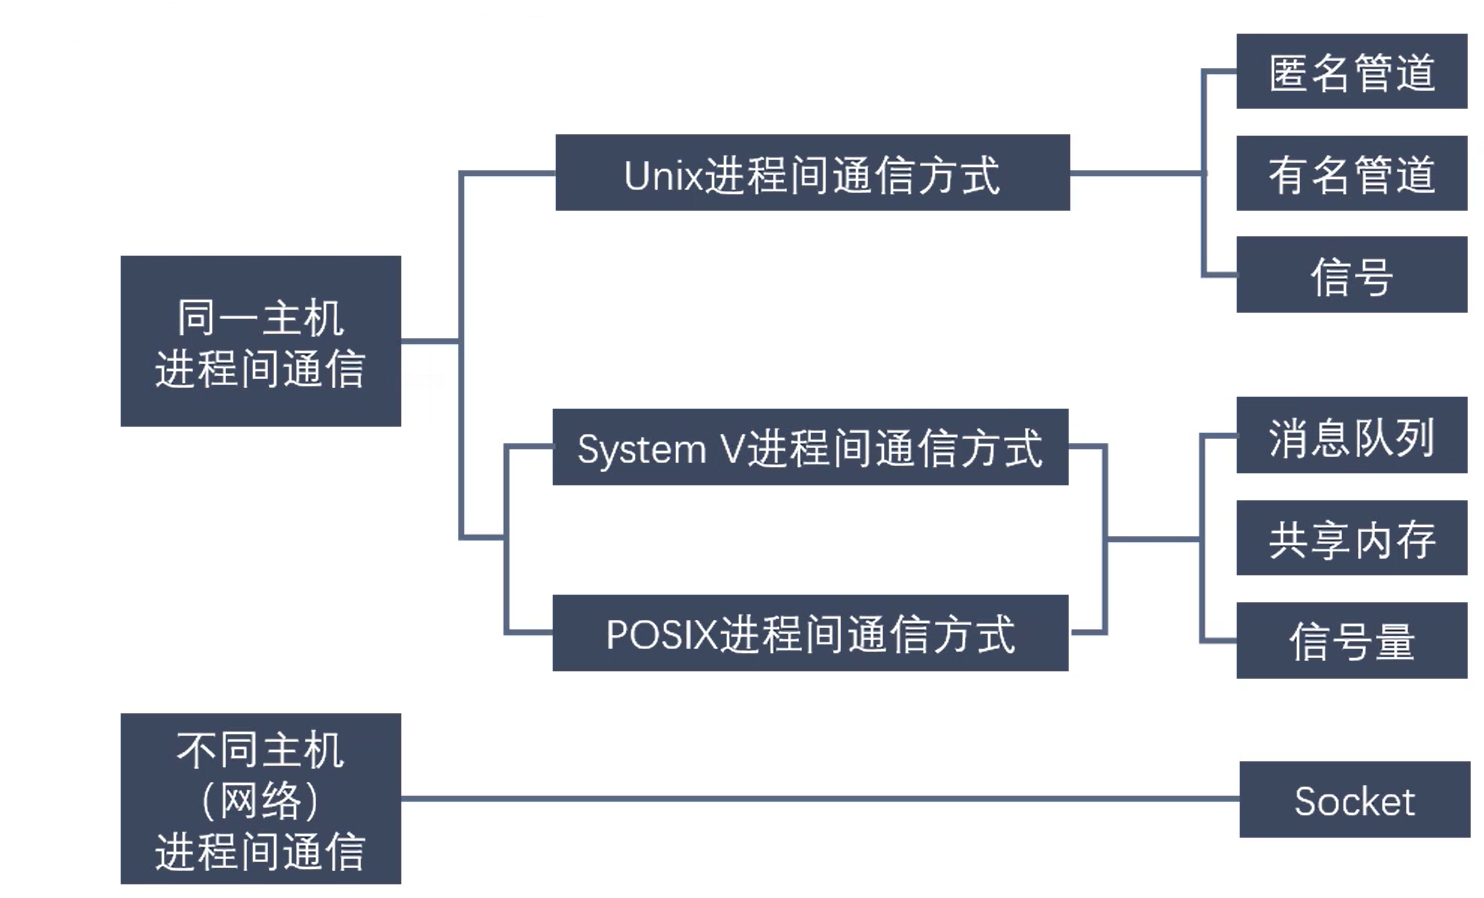 同一主机
进程间通信
Unix进程间通信方式
匿名管道
有名管道
信号
System V进程间通信方式
POSIX进程间通信方式
消息队列
共享内存
信号量
不同主机
（网络）
进程间通信
Socket